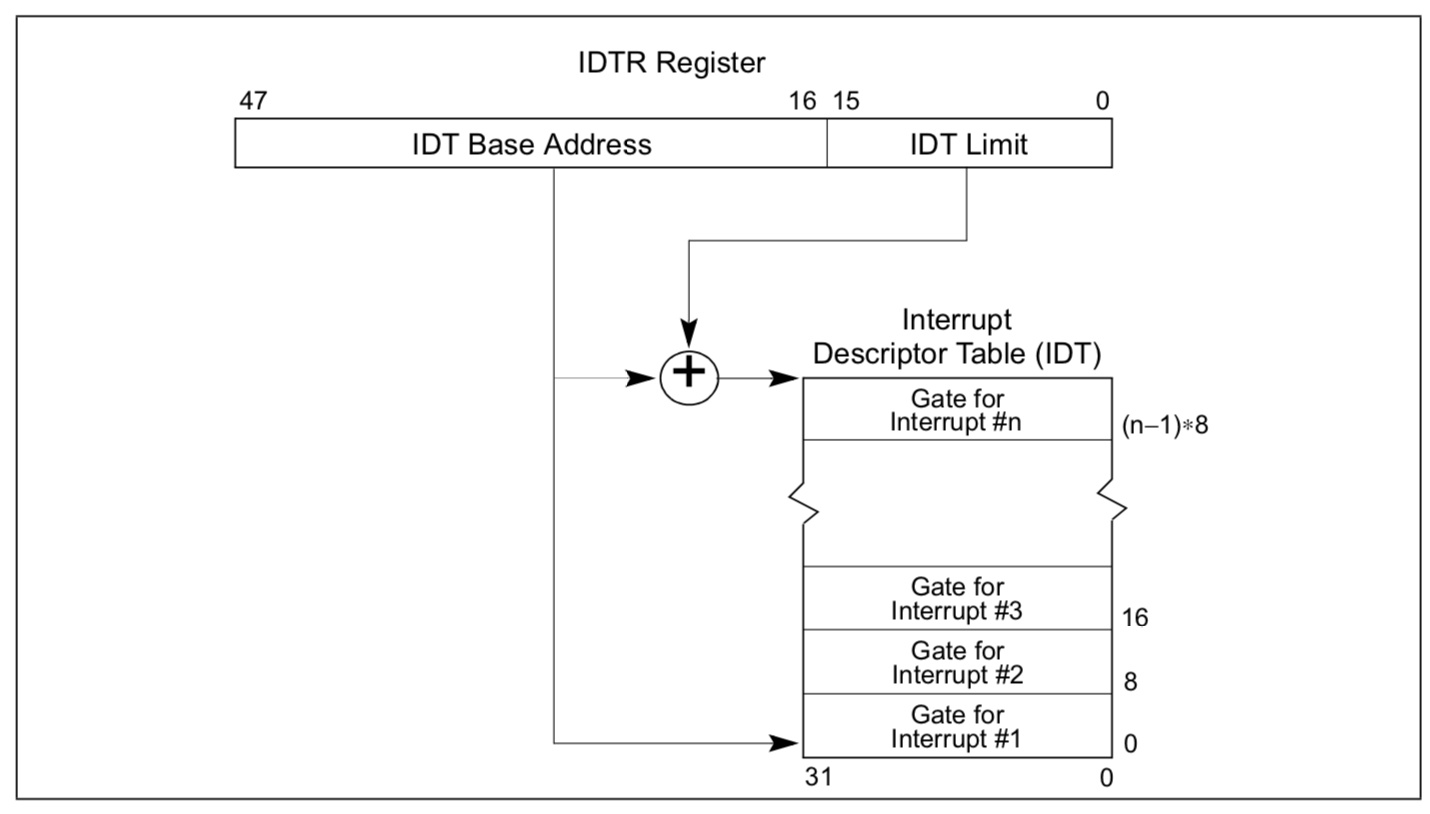 IDTR Register
47 16 15 0
IDT Base Address IDT Limit
Interrupt
Descriptor Table (IDT)
+
Gate for
Interrupt #n
(n−1)∗8
Gate for
Interrupt #3
16
Gate for
Interrupt #2
8
Gate for
Interrupt #1
0
31 0